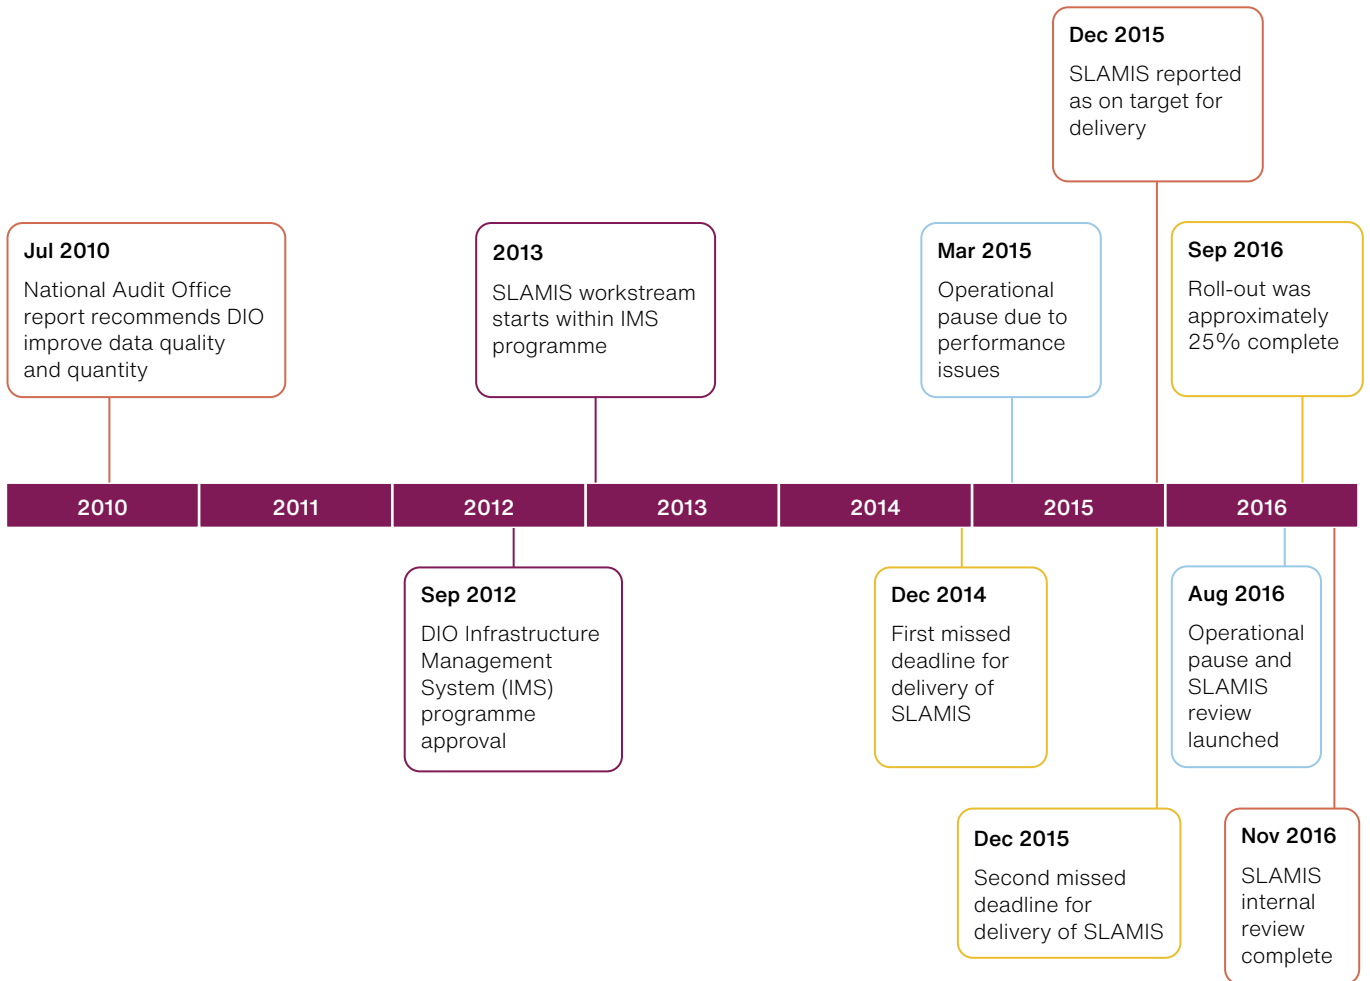 Dec 2015
SLAMIS reported
as on target for
delivery
Jul 2010
National Audit Office
report recommends DIO
improve data quality
and quantity
2013
SLAMIS workstream
starts within IMS
programme
Mar 2015
Operational
pause due to
performance
issues
Sep 2016
Roll-out was
approximately
25% complete
2010
2011
2012
2013
2014
2015
2016
Sep 2012
DIO Infrastructure
Management
System (IMS)
programme
approval
Dec 2014
First missed
deadline for
delivery of
SLAMIS
Aug 2016
Operational
pause and
SLAMIS
review
launched
Dec 2015
Second missed
deadline for
delivery of SLAMIS
Nov 2016
SLAMIS
internal
review
complete